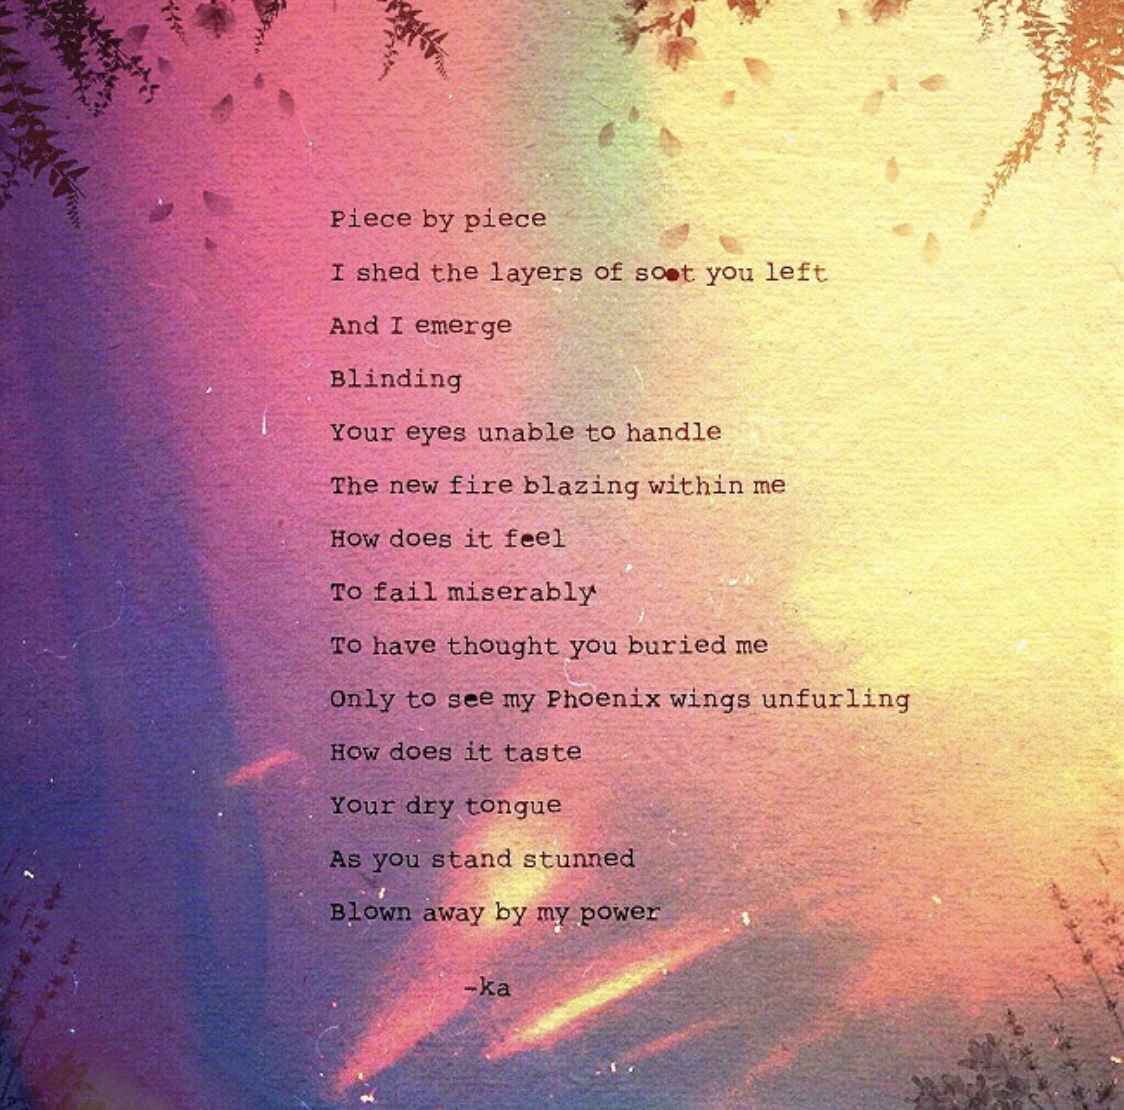 Piece by piece
I shed the layers of soot you left
And I emerge
Blinding
Your eyes unable to handle
The new fire blazing within me
How does it feel
To fail miserably
To have thought you buried me
Only to see my Phoenix wings unfurling
How does it taste
Your dry tongue
As you stand stunned
Blown away by my power
-ka